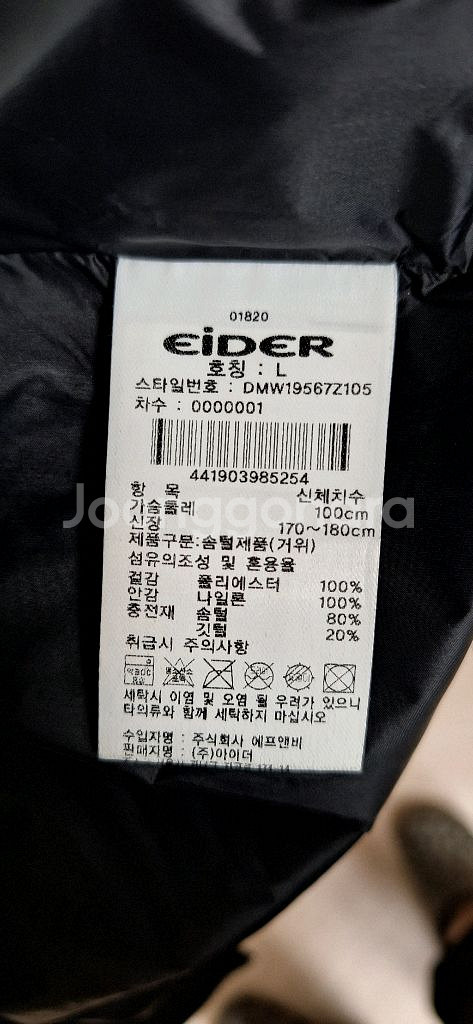 01820
EiDER
호칭 : L
스타일번호 : DMW19567Z105
차수 : 0000001
441903985254
항 목 신체치수
가슴둘레 100cm
신장 170~180cm
제품구분:솜털제품(거위)
섬유의조성 및 혼용율
겉감 폴리에스터 100%
안감 나일론 100%
충전재 솜털 80%
깃털 20%
취급시 주의사항
세탁시 이염 및 오염 될 우려가 있으니
타의류와 함께 세탁하지 마십시오
수입자명 : 주식회사 에프앤비
판매자명 : (주)아이더